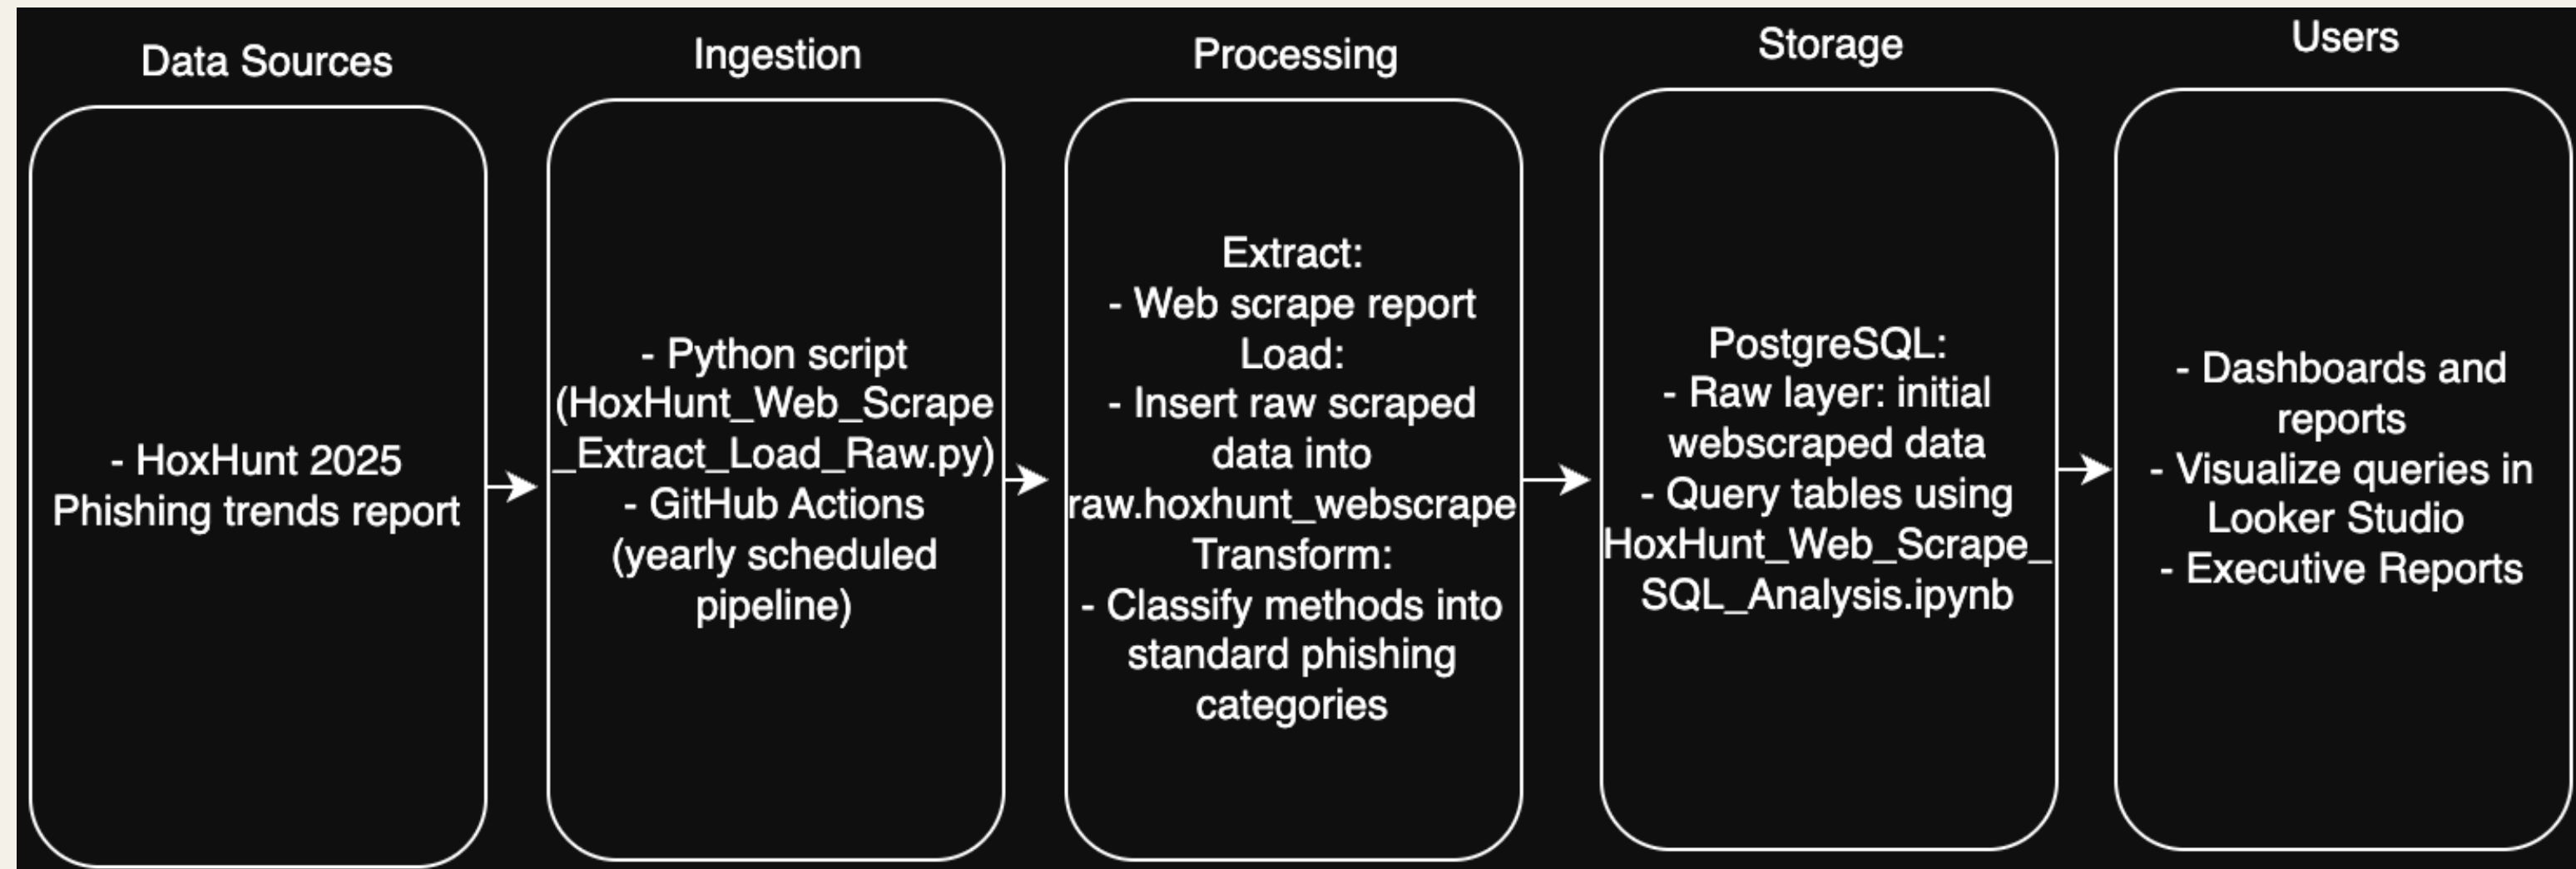 Data Sources
- HoxHunt 2025
Phishing trends report
Ingestion
- Python script
(HoxHunt_Web_Scrape
_Extract_Load_Raw.py)
- GitHub Actions
(yearly scheduled
pipeline)
Processing
Extract:
- Web scrape report
Load:
- Insert raw scraped
data into
raw.hoxhunt_webscrape
Transform:
- Classify methods into
standard phishing
categories
Storage
PostgreSQL:
- Raw layer: initial
webscraped data
- Query tables using
HoxHunt_Web_Scrape_
SQL_Analysis.ipynb
Users
- Dashboards and
reports
- Visualize queries in
Looker Studio
- Executive Reports